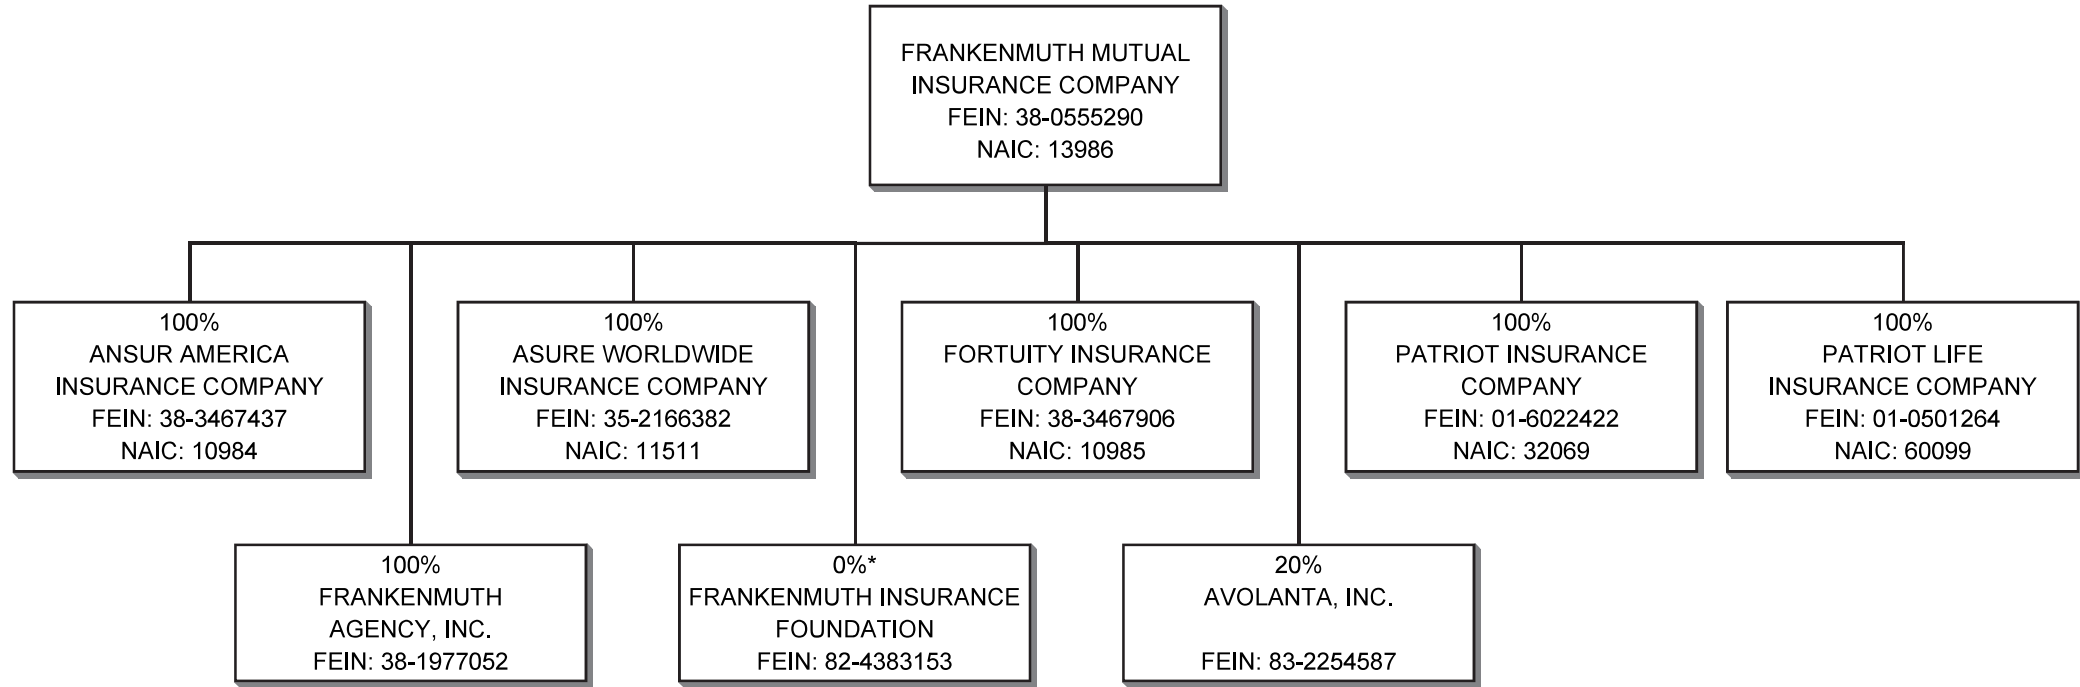 FRANKENMUTH MUTUAL
INSURANCE COMPANY
FEIN: 38-0555290
NAIC: 13986
100%
ANSUR AMERICA
INSURANCE COMPANY
FEIN: 38-3467437
NAIC: 10984
100%
ASURE WORLDWIDE
INSURANCE COMPANY
FEIN: 35-2166382
NAIC: 11511
100%
FORTUITY INSURANCE
COMPANY
FEIN: 38-3467906
NAIC: 10985
100%
PATRIOT INSURANCE
COMPANY
FEIN: 01-6022422
NAIC: 32069
100%
PATRIOT LIFE
INSURANCE COMPANY
FEIN: 01-0501264
NAIC: 60099
100%
FRANKENMUTH
AGENCY, INC.
FEIN: 38-1977052
0%*
FRANKENMUTH INSURANCE
FOUNDATION
FEIN: 82-4383153
20%
AVOLANTA, INC.
FEIN: 83-2254587